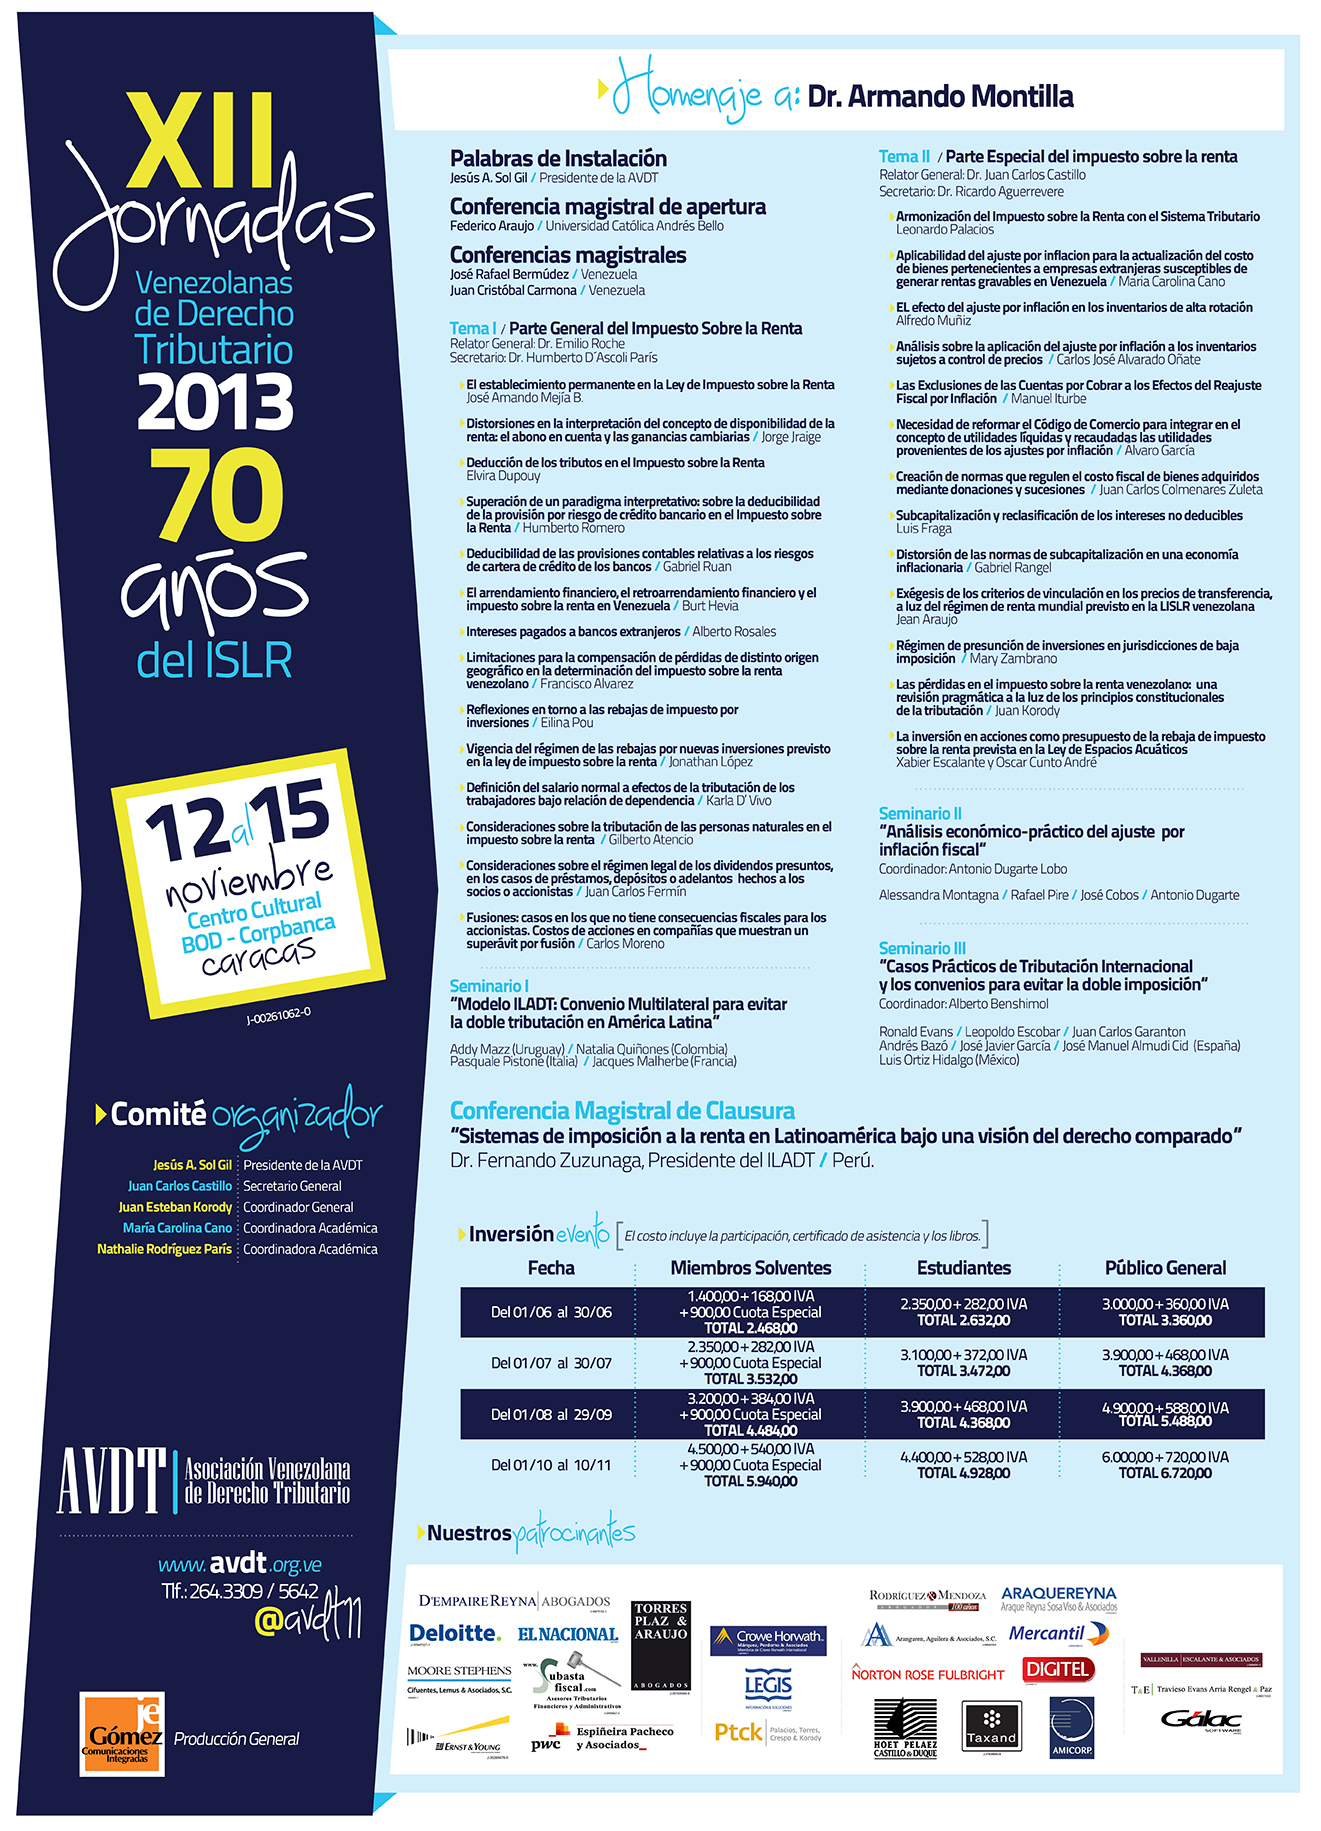 XII
Jornadas
Venezolanas
de Derecho
Tributario
2013
70
años
del ISLR
12 al 15
noviembre
Centro Cultural
BOD - Corpbanca
caracas
J-00261062-0
Comité organizador
Jesús A. Sol Gil Presidente de la AVDT
Juan Carlos Castillo Secretario General
Juan Esteban Korody Coordinador General
María Carolina Cano Coordinadora Académica
Nathalie Rodríguez París Coordinadora Académica
AVDT Asociación Venezolana
de Derecho Tributario
www.avdt.org.ve
Tlf.: 264.3309 / 5642
@avdt11
je
Gómez
Comunicaciones
Integradas
Producción General
Homenaje a: Dr. Armando Montilla
Palabras de Instalación
Jesús A. Sol Gil / Presidente de la AVDT
Conferencia magistral de apertura
Federico Araujo / Universidad Católica Andrés Bello
Conferencias magistrales
José Rafael Bermúdez / Venezuela
Juan Cristóbal Carmona / Venezuela
Tema I / Parte General del Impuesto Sobre la Renta
Relator General: Dr. Emilio Roche
Secretario: Dr. Humberto D´Ascoli París
El establecimiento permanente en la Ley de Impuesto sobre la Renta
José Amando Mejía B.
Distorsiones en la interpretación del concepto de disponibilidad de la
renta: el abono en cuenta y las ganancias cambiarias / Jorge Jraige
Deducción de los tributos en el Impuesto sobre la Renta
Elvira Dupouy
Superación de un paradigma interpretativo: sobre la deducibilidad
de la provisión por riesgo de crédito bancario en el Impuesto sobre
la Renta / Humberto Romero
Deducibilidad de las provisiones contables relativas a los riesgos
de cartera de crédito de los bancos / Gabriel Ruan
El arrendamiento financiero, el retroarrendamiento financiero y el
impuesto sobre la renta en Venezuela / Burt Hevia
Intereses pagados a bancos extranjeros / Alberto Rosales
Limitaciones para la compensación de pérdidas de distinto origen
geográfico en la determinación del impuesto sobre la renta
venezolano / Francisco Alvarez
Reflexiones en torno a las rebajas de impuesto por
inversiones / Eilina Pou
Vigencia del régimen de las rebajas por nuevas inversiones previsto
en la ley de impuesto sobre la renta / Jonathan López
Definición del salario normal a efectos de la tributación de los
trabajadores bajo relación de dependencia / Karla D´ Vivo
Consideraciones sobre la tributación de las personas naturales en el
impuesto sobre la renta / Gilberto Atencio
Consideraciones sobre el régimen legal de los dividendos presuntos,
en los casos de préstamos, depósitos o adelantos hechos a los
socios o accionistas / Juan Carlos Fermín
Fusiones: casos en los que no tiene consecuencias fiscales para los
accionistas. Costos de acciones en compañías que muestran un
superávit por fusión / Carlos Moreno
Seminario I
"Modelo ILADT: Convenio Multilateral para evitar
la doble tributación en América Latina"
Addy Mazz (Uruguay) / Natalia Quiñones (Colombia)
Pasquale Pistone (Italia) / Jacques Malherbe (Francia)
Tema II / Parte Especial del impuesto sobre la renta
Relator General: Dr. Juan Carlos Castillo
Secretario: Dr. Ricardo Aguerrevere
Armonización del Impuesto sobre la Renta con el Sistema Tributario
Leonardo Palacios
Aplicabilidad del ajuste por inflacion para la actualización del costo
de bienes pertenecientes a empresas extranjeras susceptibles de
generar rentas gravables en Venezuela / Maria Carolina Cano
EL efecto del ajuste por inflación en los inventarios de alta rotación
Alfredo Muñiz
Análisis sobre la aplicación del ajuste por inflación a los inventarios
sujetos a control de precios / Carlos José Alvarado Oñate
Las Exclusiones de las Cuentas por Cobrar a los Efectos del Reajuste
Fiscal por Inflación / Manuel Iturbe
Necesidad de reformar el Código de Comercio para integrar en el
concepto de utilidades líquidas y recaudadas las utilidades
provenientes de los ajustes por inflación / Alvaro García
Creación de normas que regulen el costo fiscal de bienes adquiridos
mediante donaciones y sucesiones / Juan Carlos Colmenares Zuleta
Subcapitalización y reclasificación de los intereses no deducibles
Luis Fraga
Distorsión de las normas de subcapitalización en una economía
inflacionaria / Gabriel Rangel
Exégesis de los criterios de vinculación en los precios de transferencia,
a luz del régimen de renta mundial previsto en la LISLR venezolana
Jean Araujo
Régimen de presunción de inversiones en jurisdicciones de baja
imposición / Mary Zambrano
Las pérdidas en el impuesto sobre la renta venezolano: una
revisión pragmática a la luz de los principios constitucionales
de la tributación / Juan Korody
La inversión en acciones como presupuesto de la rebaja de impuesto
sobre la renta prevista en la Ley de Espacios Acuáticos
Xabier Escalante y Oscar Cunto André
Seminario II
"Análisis económico-práctico del ajuste por
inflación fiscal"
Coordinador: Antonio Dugarte Lobo
Alessandra Montagna / Rafael Pire / José Cobos / Antonio Dugarte
Seminario III
"Casos Prácticos de Tributación Internacional
y los convenios para evitar la doble imposición"
Coordinador: Alberto Benshimol
Ronald Evans / Leopoldo Escobar / Juan Carlos Garanton
Andrés Bazó / José Javier García / José Manuel Almudi Cid (España)
Luis Ortiz Hidalgo (México)
Conferencia Magistral de Clausura
"Sistemas de imposición a la renta en Latinoamérica bajo una visión del derecho comparado"
Dr. Fernando Zuzunaga, Presidente del ILADT / Perú.
Inversión evento [El costo incluye la participación, certificado de asistencia y los libros.]
Fecha Miembros Solventes Estudiantes Público General
Del 01/06 al 30/06
1.400,00 + 168,00 IVA
+ 900,00 Cuota Especial
TOTAL 2.468,00
2.350,00 + 282,00 IVA
TOTAL 2.632,00
3.000,00 + 360,00 IVA
TOTAL 3.360,00
Del 01/07 al 30/07
2.350,00 + 282,00 IVA
+ 900,00 Cuota Especial
TOTAL 3.532,00
3.100,00 + 372,00 IVA
TOTAL 3.472,00
3.900,00 + 468,00 IVA
TOTAL 4.368,00
Del 01/08 al 29/09
3.200,00 + 384,00 IVA
+ 900,00 Cuota Especial
TOTAL 4.484,00
3.900,00 + 468,00 IVA
TOTAL 4.368,00
4.900,00 + 588,00 IVA
TOTAL 5.488,00
Del 01/10 al 10/11
4.500,00 + 540,00 IVA
+ 900,00 Cuota Especial
TOTAL 5.940,00
4.400,00 + 528,00 IVA
TOTAL 4.928,00
6.000,00 + 720,00 IVA
TOTAL 6.720,00
Nuestros patrocinantes
D'EMPAIRE REYNA ABOGADOS
Deloitte.
EL NACIONAL
TORRES
PLAZ &
ARAUJO
ABOGADOS
MOORE STEPHENS
Cifuentes, Lemus & Asociados, S.C.
www.
Subasta
fiscal.com
Asesores Tributarios
Financieros y Administrativos
ERNST & YOUNG
pwc
Espiñeira Pacheco
y Asociados
Crowe Horwath
Márquez, Perdomo & Asociados
Miembro de Crowe Horwath International
LEGIS
INFORMACIÓN & SOLUCIONES
Ptck Palacios, Torres,
Crespo & Korody
RODRÍGUEZ & MENDOZA
ABOGADOS 100 años
ARAQUEREYNA
Araque Reyna Sosa Viso & Asociados
Aranguren, Aguilera & Asociados, S.C.
Mercantil
NORTON ROSE FULBRIGHT
DIGITEL
HOET PELAEZ
CASTILLO & DUQUE
Taxand
AMICORP.
VALLENILLA ESCALANTE & ASOCIADOS
T&E Travieso Evans Arria Rengel & Paz
Gálac
SOFTWARE